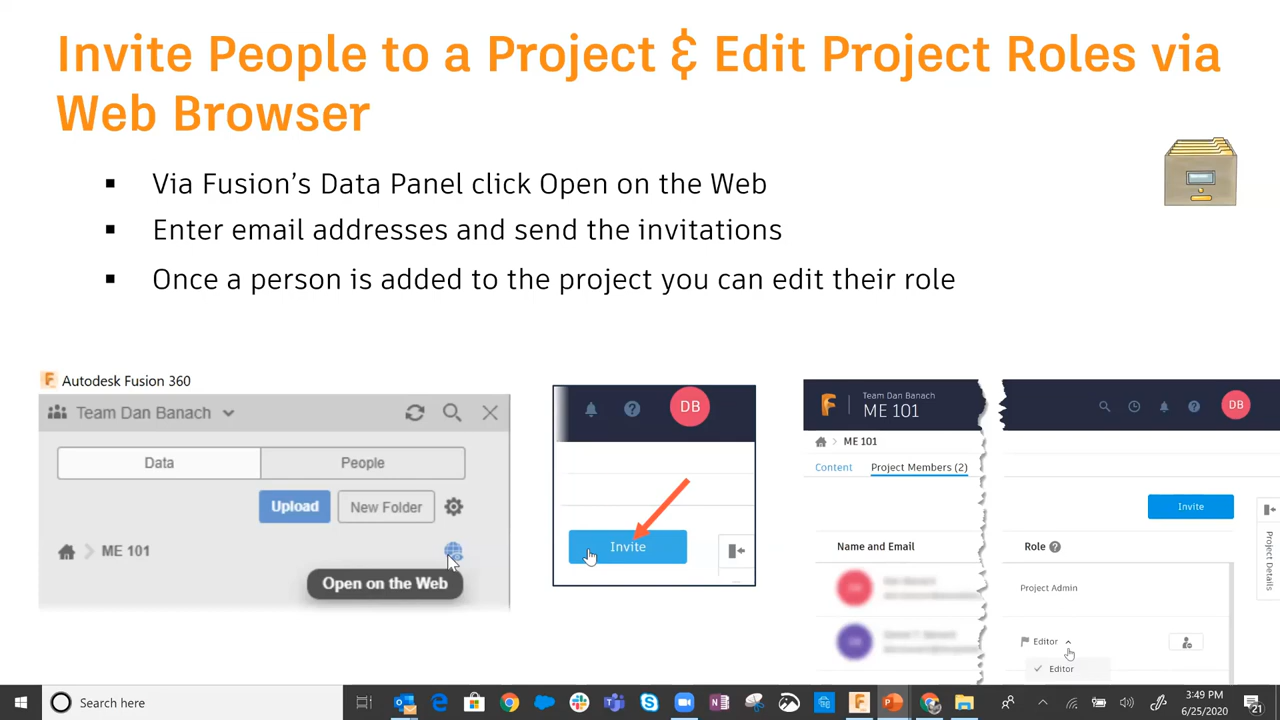 Invite People to a Project & Edit Project Roles via
Web Browser
▪ Via Fusion's Data Panel click Open on the Web
▪ Enter email addresses and send the invitations
▪ Once a person is added to the project you can edit their role
F Autodesk Fusion 360
Team Dan Banach
Data People
Upload New Folder
ME 101
Open on the Web
DB
Invite
F Team Dan Banach
ME 101
DB
ME 101
Content Project Members (2)
Invite
Name and Email Role
Project Details
Project Admin
Editor
Editor
Search here
3:49 PM
6/25/2020
21